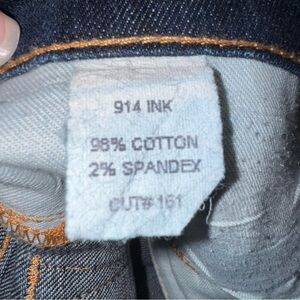 914 INK
98% COTTON
2% SPANDEX
CUT# 161